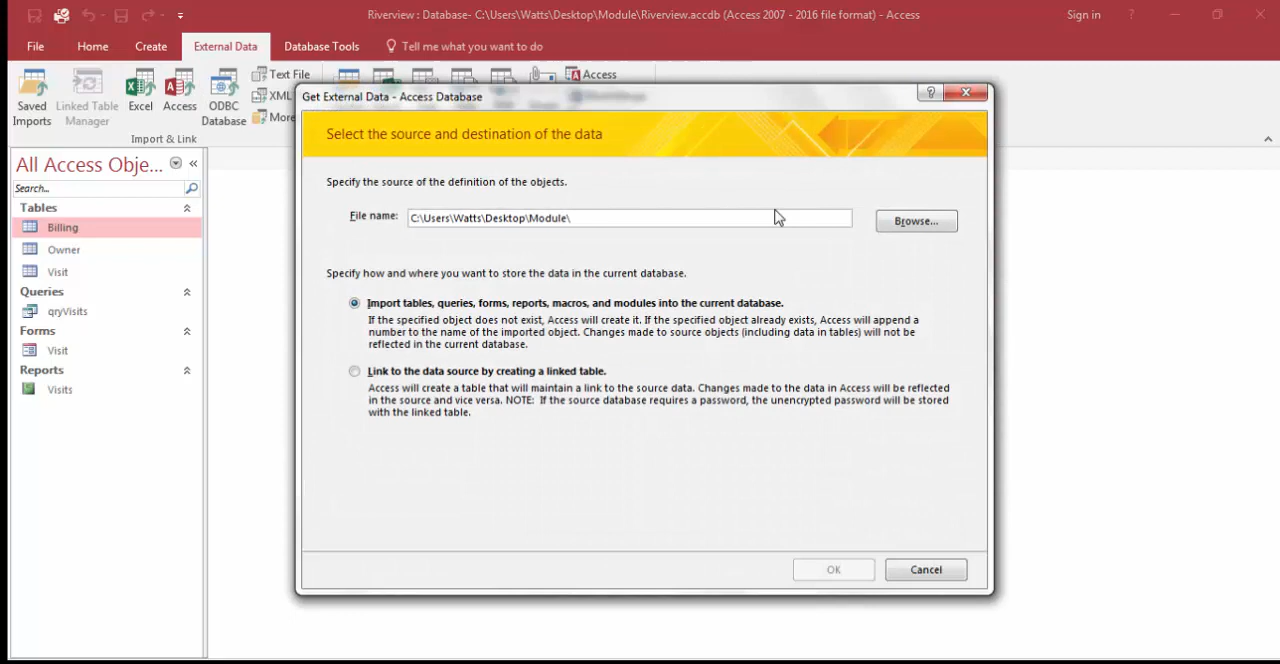 Riverview : Database- C:\Users\Watts\Desktop\Module\Riverview.accdb (Access 2007 - 2016 file format) - Access
Sign in
?
File
Home
Create
External Data
Database Tools
Tell me what you want to do
Saved
Imports
Linked Table
Manager
Excel
Access
ODBC
Database
Text File
XML
More
Access
Import & Link
All Access Obje...
Search...
Tables
Billing
Owner
Visit
Queries
qryVisits
Forms
Visit
Reports
Visits
Get External Data - Access Database
?
Select the source and destination of the data
Specify the source of the definition of the objects.
File name:
C:\Users\Watts\Desktop\Module\
Browse...
Specify how and where you want to store the data in the current database.
Import tables, queries, forms, reports, macros, and modules into the current database.
If the specified object does not exist, Access will create it. If the specified object already exists, Access will append a
number to the name of the imported object. Changes made to source objects (including data in tables) will not be
reflected in the current database.
Link to the data source by creating a linked table.
Access will create a table that will maintain a link to the source data. Changes made to the data in Access will be reflected
in the source and vice versa. NOTE: If the source database requires a password, the unencrypted password will be stored
with the linked table.
OK
Cancel